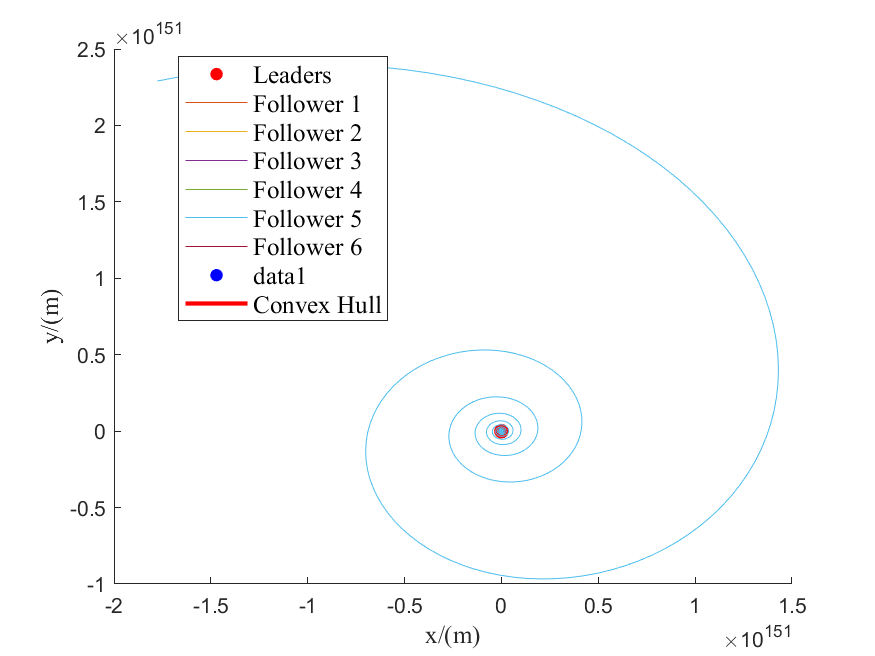 ×10^151
2.5
2
1.5
1
0.5
0
-0.5
-1
y/(m)
Leaders
Follower 1
Follower 2
Follower 3
Follower 4
Follower 5
Follower 6
data1
Convex Hull
-2 -1.5 -1 -0.5 0 0.5 1 1.5
x/(m)
×10^151